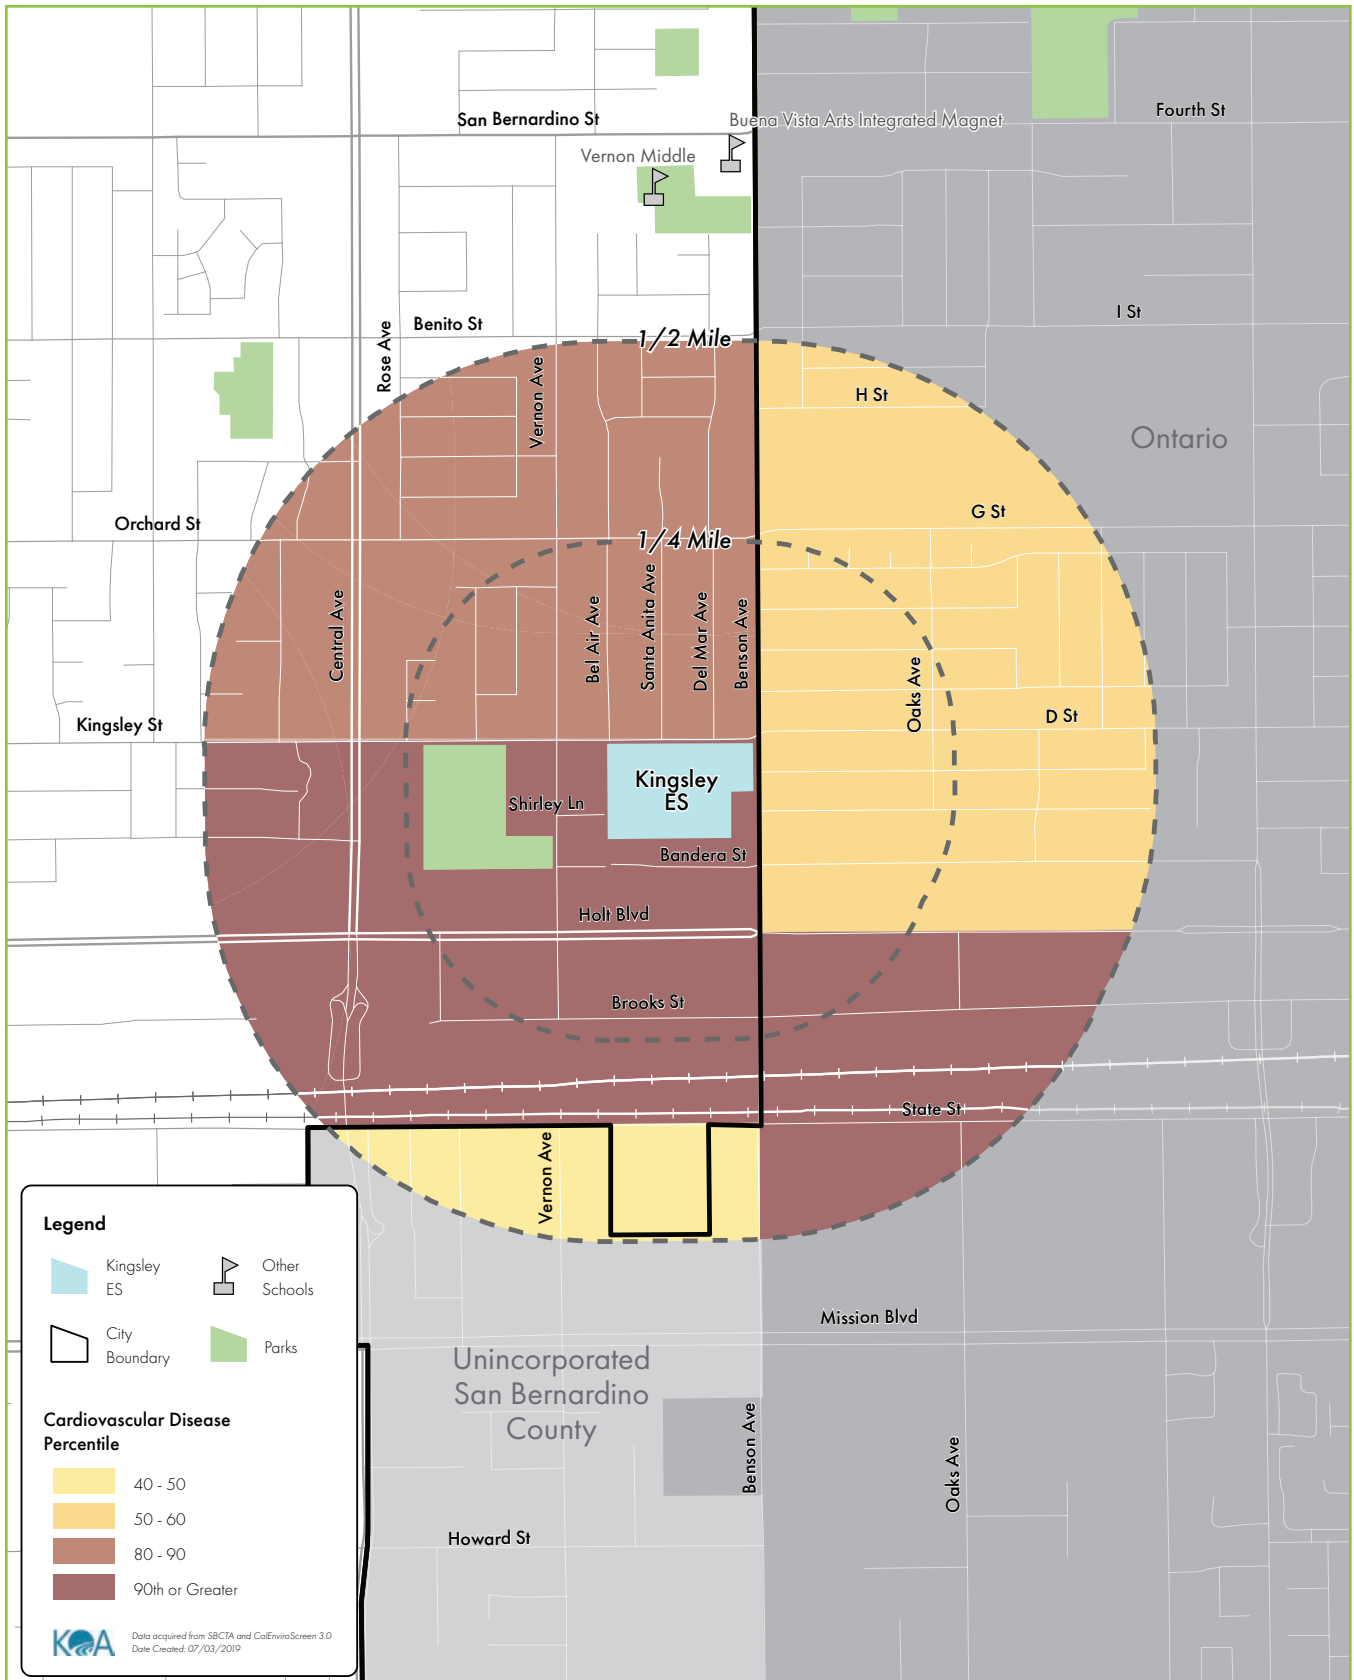 San Bernardino St
Fourth St
Buena Vista Arts Integrated Magnet
Vernon Middle
I St
Benito St
1/2 Mile
Rose Ave
Vernon Ave
H St
Ontario
G St
Orchard St
1/4 Mile
Central Ave
Bel Air Ave
Santa Anita Ave
Del Mar Ave
Benson Ave
Oaks Ave
Kingsley St
D St
Kingsley
ES
Shirley Ln
Bandera St
Holt Blvd
Brooks St
State St
Vernon Ave
Mission Blvd
Unincorporated
San Bernardino
County
Benson Ave
Oaks Ave
Howard St
Legend
Kingsley
ES
Other
Schools
City
Boundary
Parks
Cardiovascular Disease
Percentile
40 - 50
50 - 60
80 - 90
90th or Greater
KOA
Data acquired from SBCTA and CalEnviroScreen 3.0
Date Created: 07/03/2019